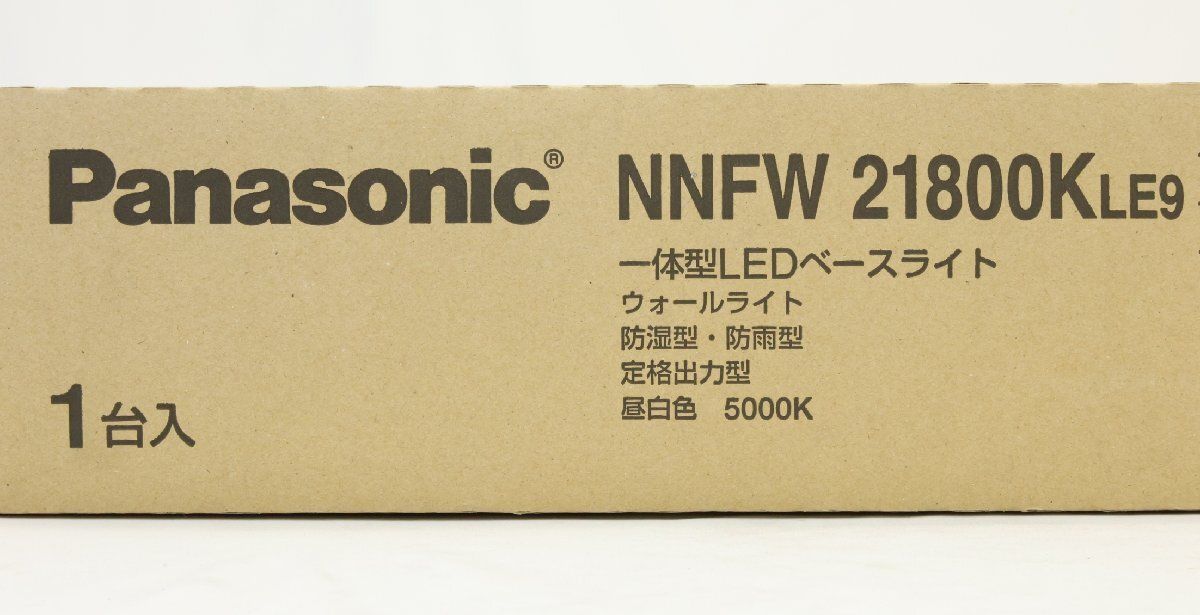 Panasonic®
NNFW 21800KLE9
一体型LEDベースライト
ウォールライト
防湿型・防雨型
定格出力型
昼白色 5000K
1台入